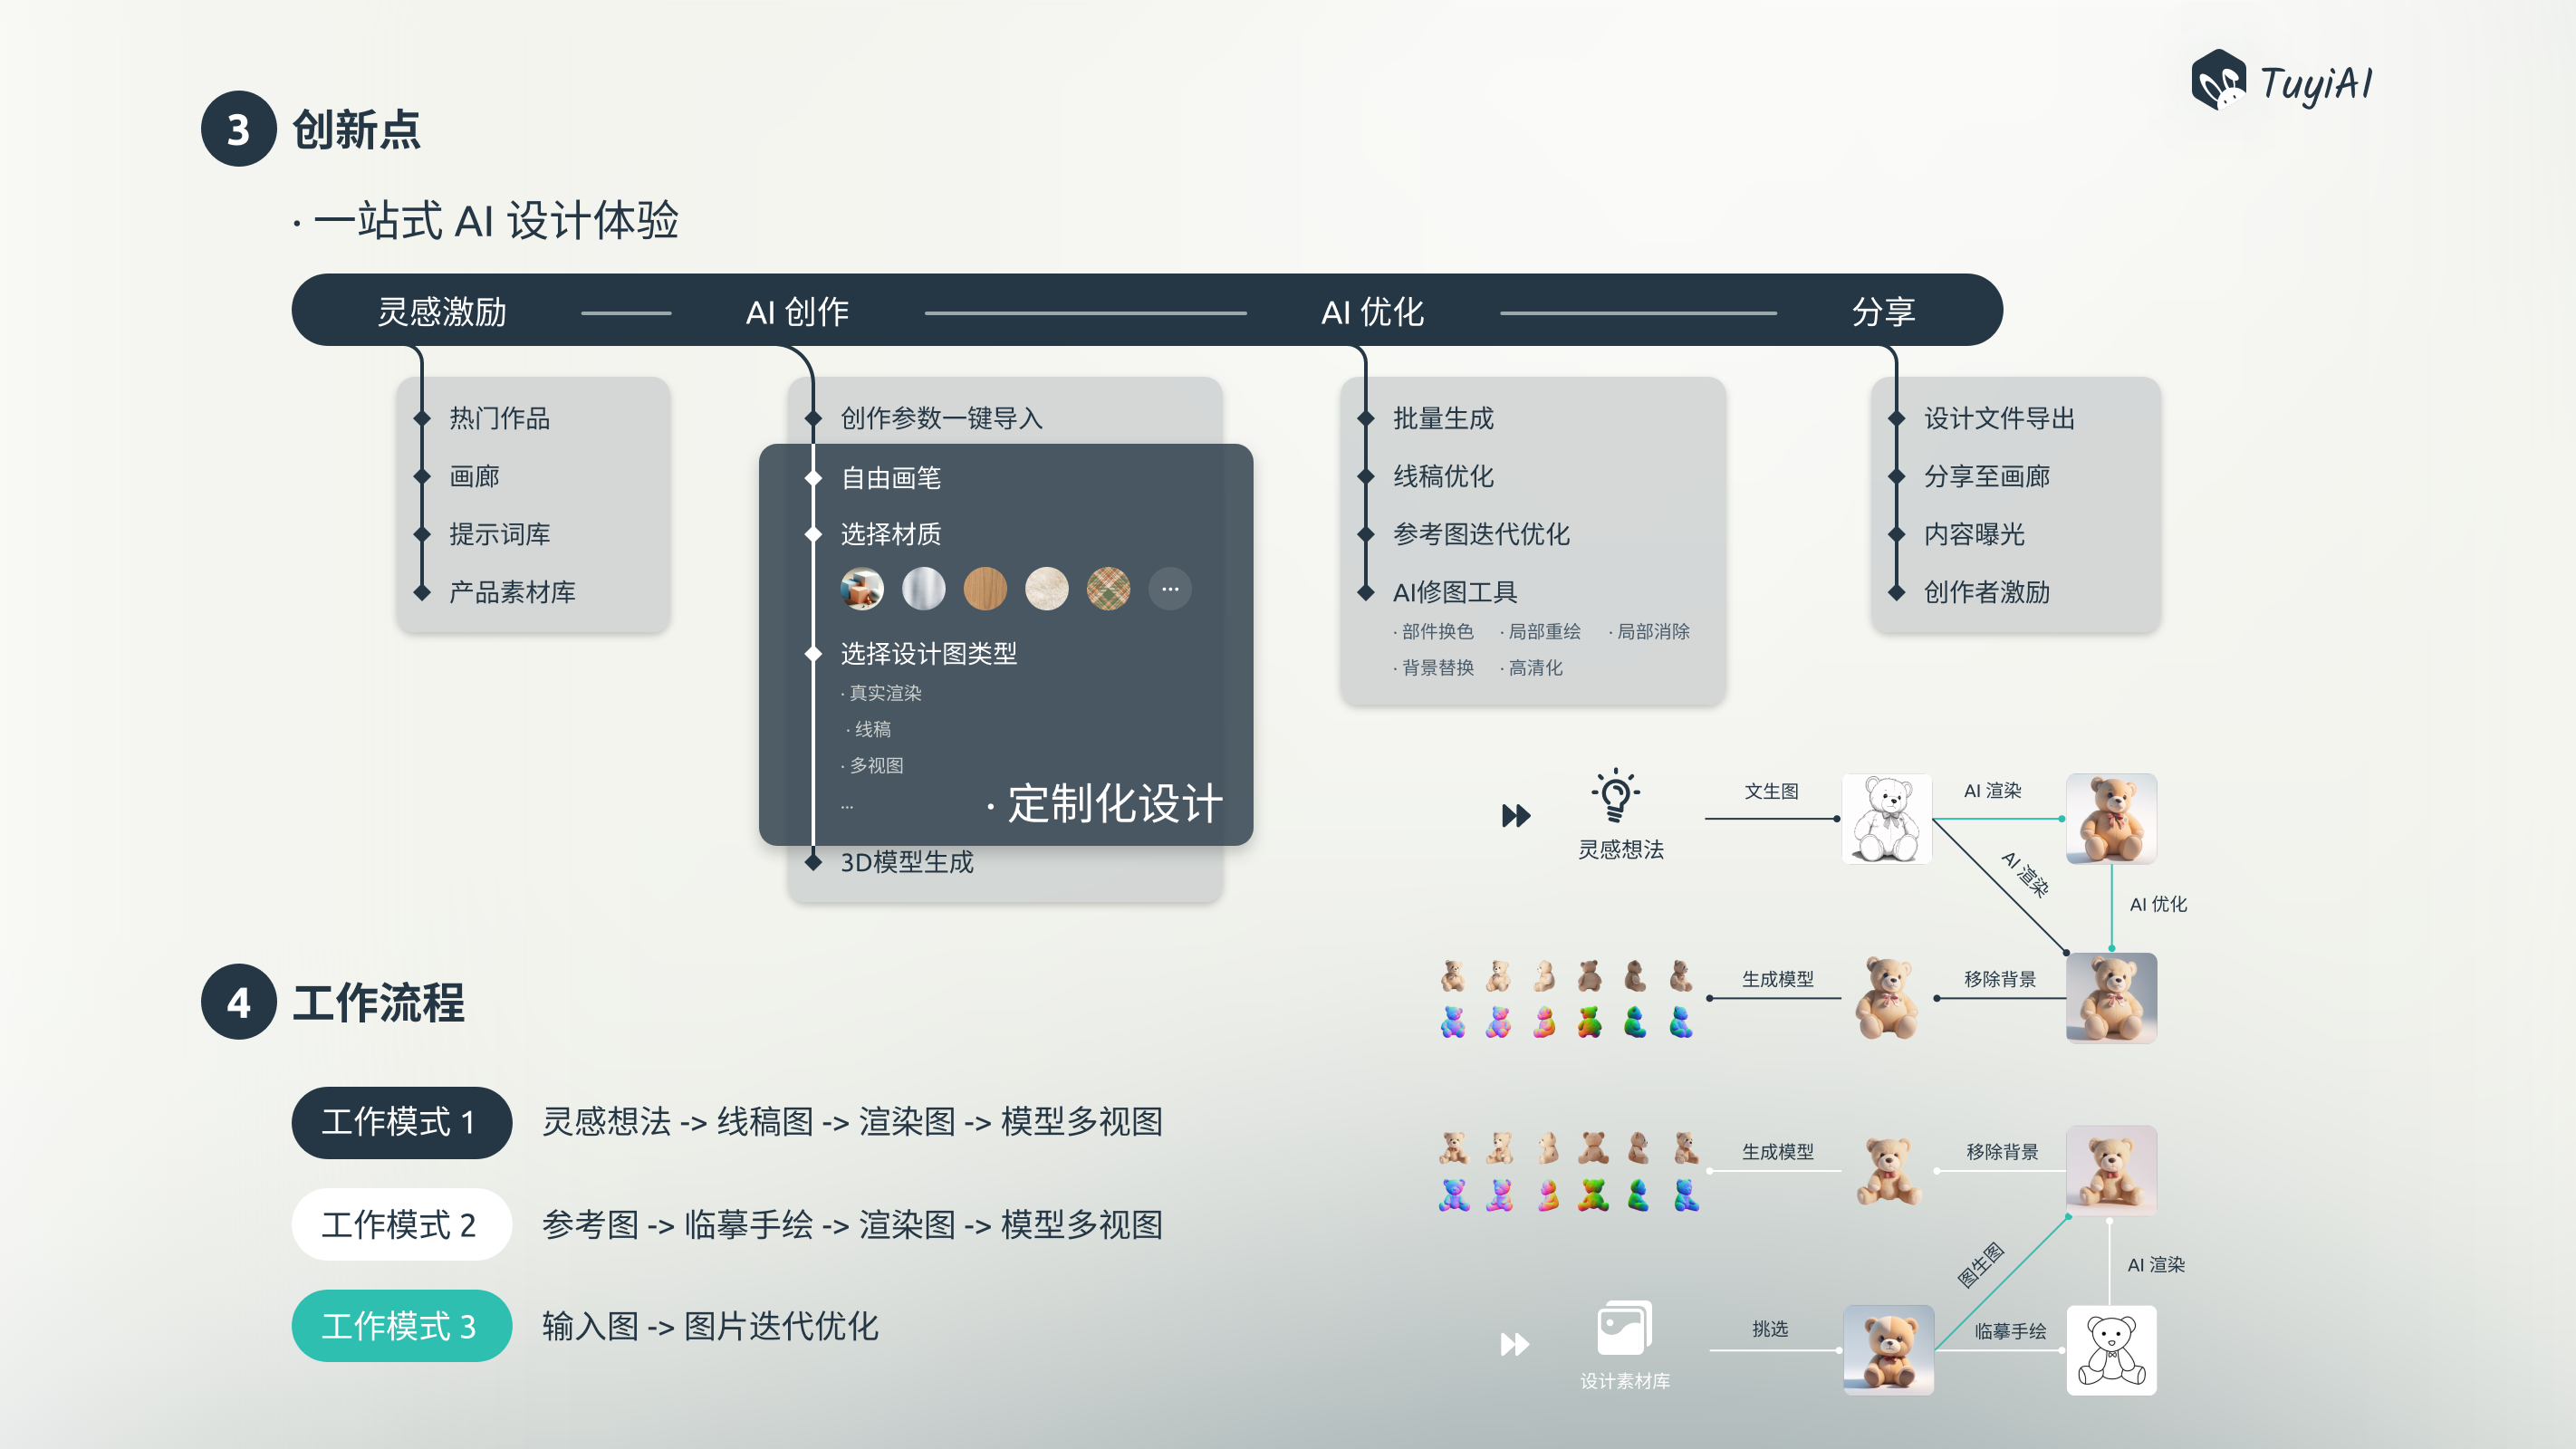 TuyiAI
3 创新点
· 一站式 AI 设计体验
灵感激励
AI 创作
AI 优化
分享
热门作品
画廊
提示词库
产品素材库
创作参数一键导入
自由画笔
选择材质
...
选择设计图类型
· 真实渲染
· 线稿
· 多视图
...
· 定制化设计
3D模型生成
批量生成
线稿优化
参考图迭代优化
AI修图工具
· 部件换色 · 局部重绘 · 局部消除
· 背景替换 · 高清化
设计文件导出
分享至画廊
内容曝光
创作者激励
灵感想法
文生图
AI 渲染
AI 渲染
AI 优化
生成模型
移除背景
4 工作流程
工作模式 1 灵感想法 -> 线稿图 -> 渲染图 -> 模型多视图
工作模式 2 参考图 -> 临摹手绘 -> 渲染图 -> 模型多视图
工作模式 3 输入图 -> 图片迭代优化
生成模型
移除背景
图生图
AI 渲染
设计素材库
挑选
临摹手绘